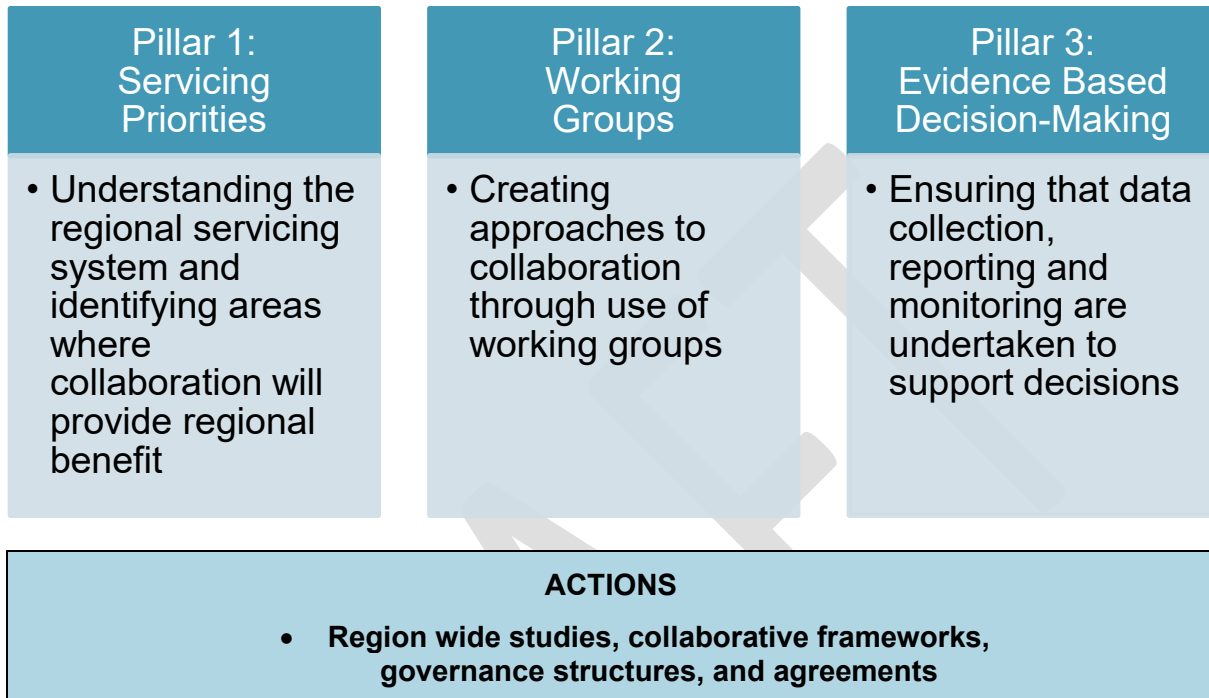 Pillar 1:
Servicing
Priorities
• Understanding the
regional servicing
system and
identifying areas
where
collaboration will
provide regional
benefit
Pillar 2:
Working
Groups
• Creating
approaches to
collaboration
through use of
working groups
Pillar 3:
Evidence Based
Decision-Making
• Ensuring that data
collection,
reporting and
monitoring are
undertaken to
support decisions
ACTIONS
• Region wide studies, collaborative frameworks,
governance structures, and agreements